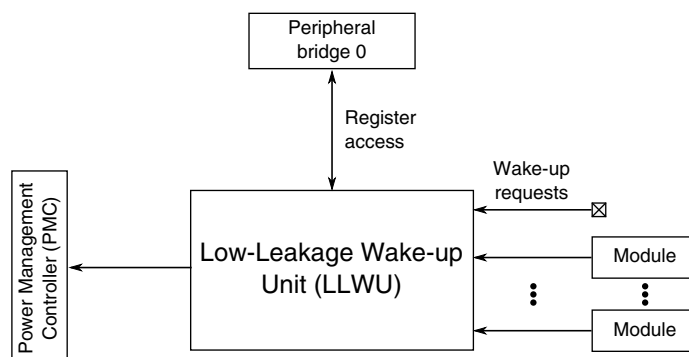 Peripheral
bridge 0
Register
access
Wake-up
requests
Power Management
Controller (PMC)
Low-Leakage Wake-up
Unit (LLWU)
Module
Module